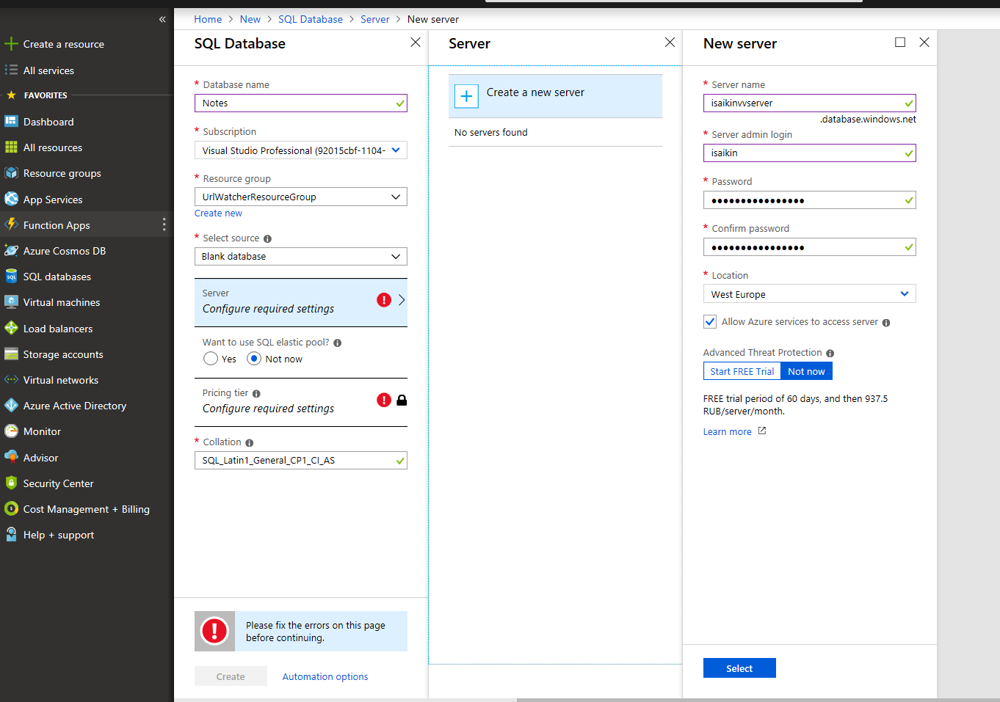 Home > New > SQL Database > Server > New server
Create a resource
All services
FAVORITES
Dashboard
All resources
Resource groups
App Services
Function Apps
Azure Cosmos DB
SQL databases
Virtual machines
Load balancers
Storage accounts
Virtual networks
Azure Active Directory
Monitor
Advisor
Security Center
Cost Management + Billing
Help + support
SQL Database
* Database name
Notes
* Subscription
Visual Studio Professional (92015cbf-1104-
* Resource group
UrlWatcherResourceGroup
Create new
* Select source
Blank database
Server
Configure required settings
Want to use SQL elastic pool?
Yes
Not now
Pricing tier
Configure required settings
* Collation
SQL_Latin1_General_CP1_CI_AS
Please fix the errors on this page
before continuing.
Create
Automation options
Server
Create a new server
No servers found
New server
* Server name
isaikinvvserver
.database.windows.net
* Server admin login
isaikin
* Password
••••••••••••••••
* Confirm password
••••••••••••••••
* Location
West Europe
Allow Azure services to access server
Advanced Threat Protection
Start FREE Trial
Not now
FREE trial period of 60 days, and then 937.5
RUB/server/month.
Learn more
Select